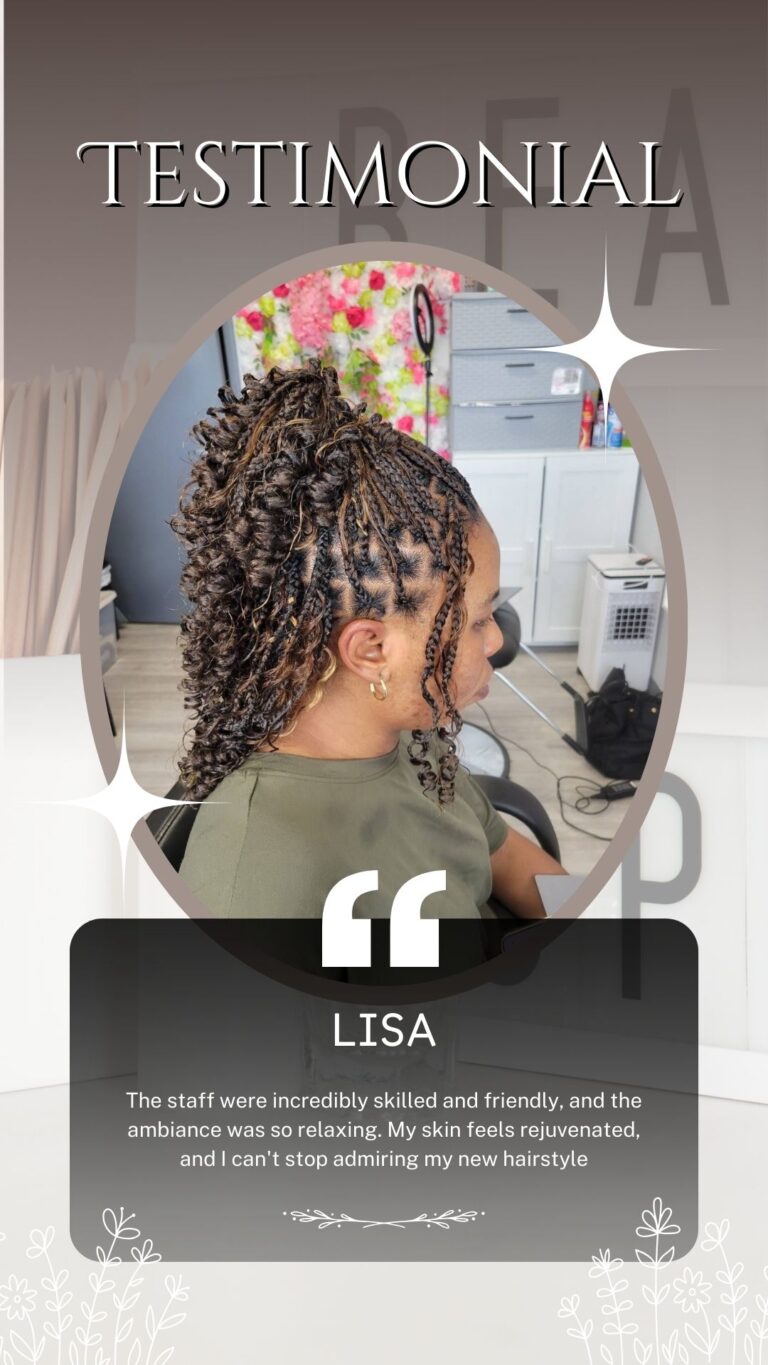 BEA
TESTIMONIAL
P
LISA
The staff were incredibly skilled and friendly, and the
ambiance was so relaxing. My skin feels rejuvenated,
and I can't stop admiring my new hairstyle